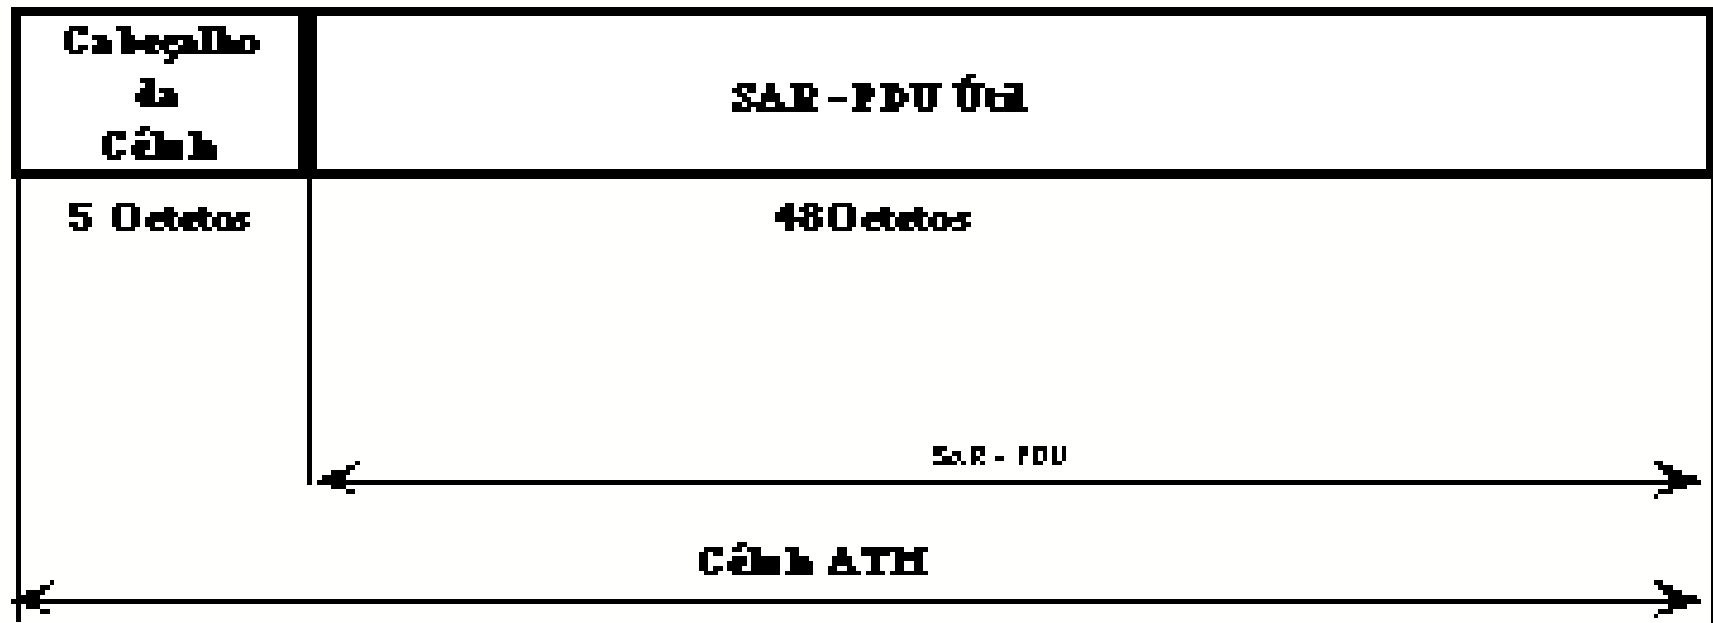 Cabeçalho
da
Célula
SAR - PDU Útil
5 Octetos
48 Octetos
SAR - PDU
Célula ATM